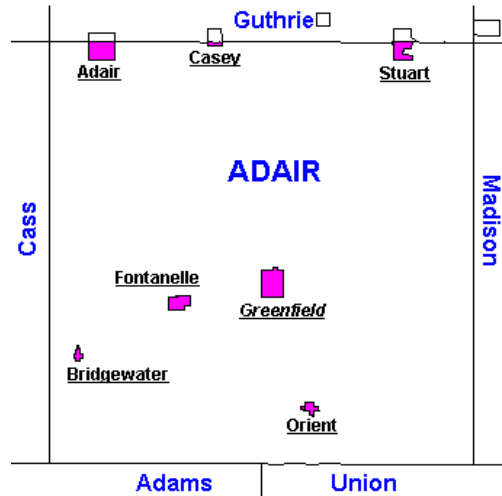 Guthrie
Adair
Casey
Stuart
ADAIR
Cass
Madison
Fontanelle
Greenfield
Bridgewater
Orient
Adams
Union